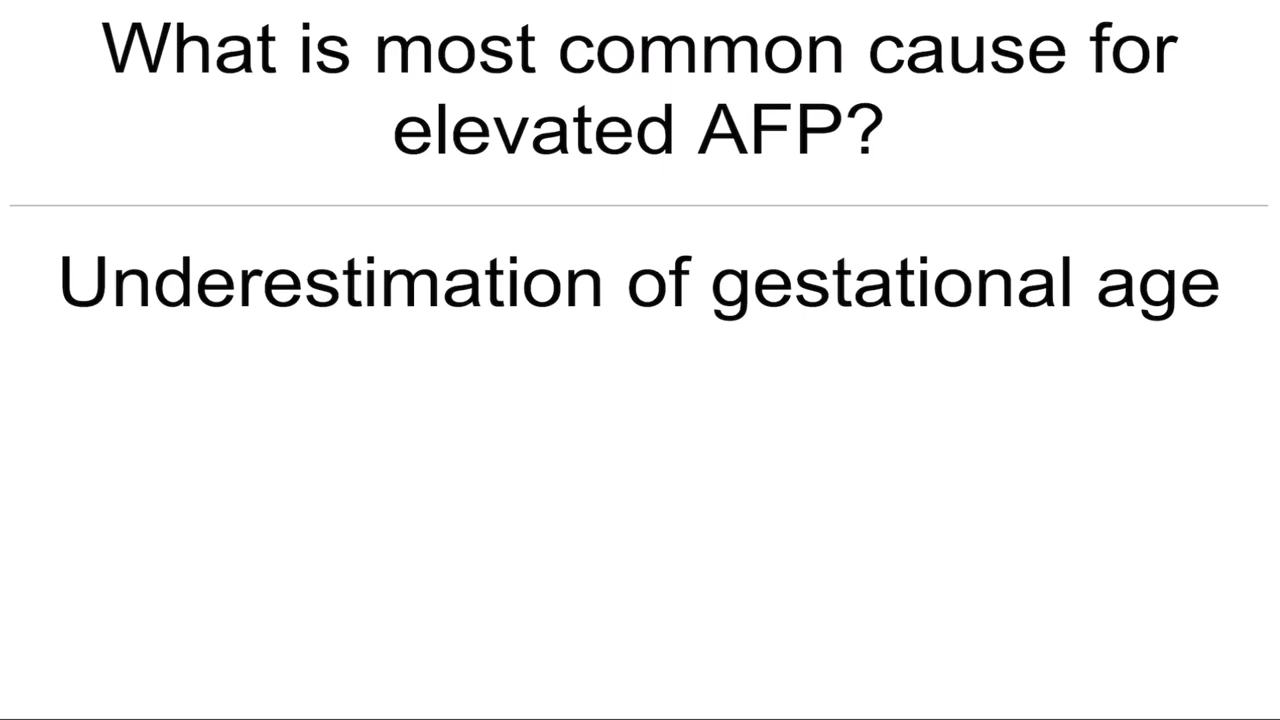 What is most common cause for
elevated AFP?
Underestimation of gestational age